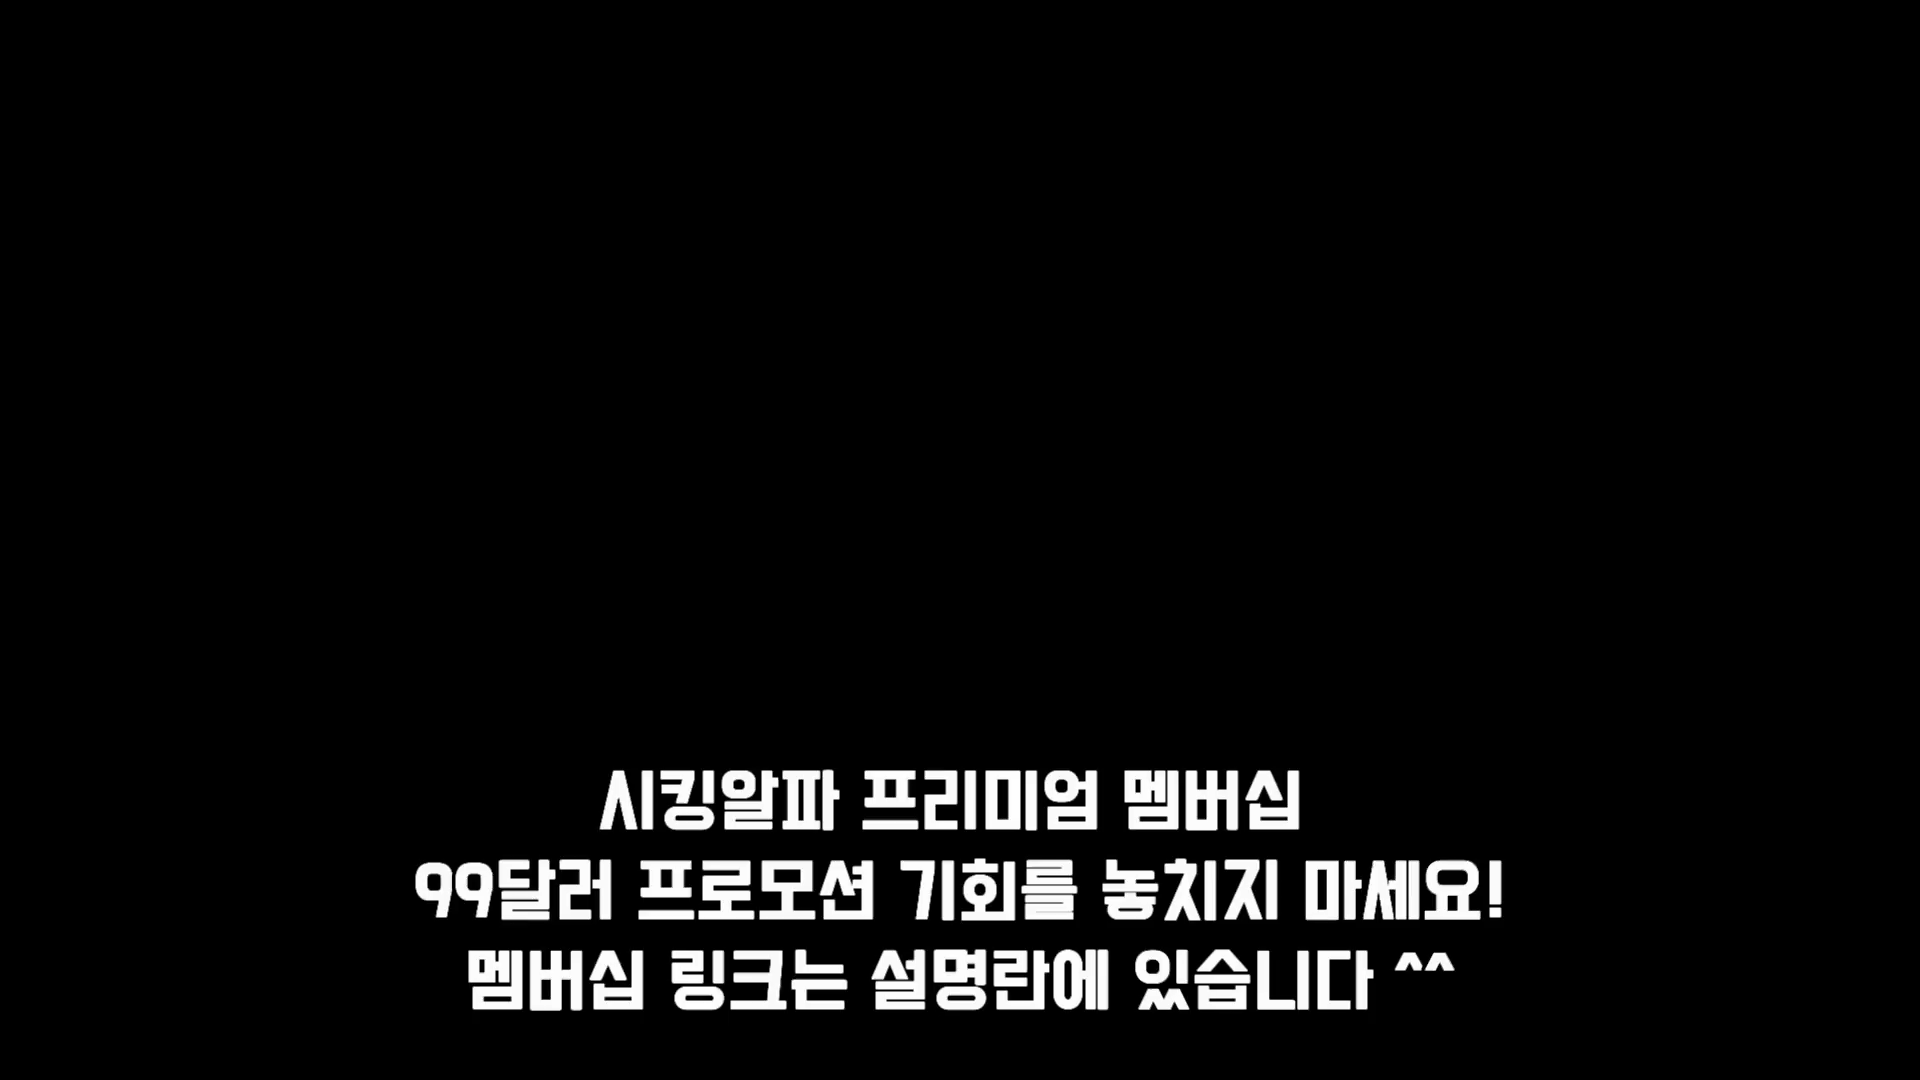 시킹알파 프리미엄 멤버십
99달러 프로모션 기회를 놓치지 마세요!
멤버십 링크는 설명란에 있습니다 ^^